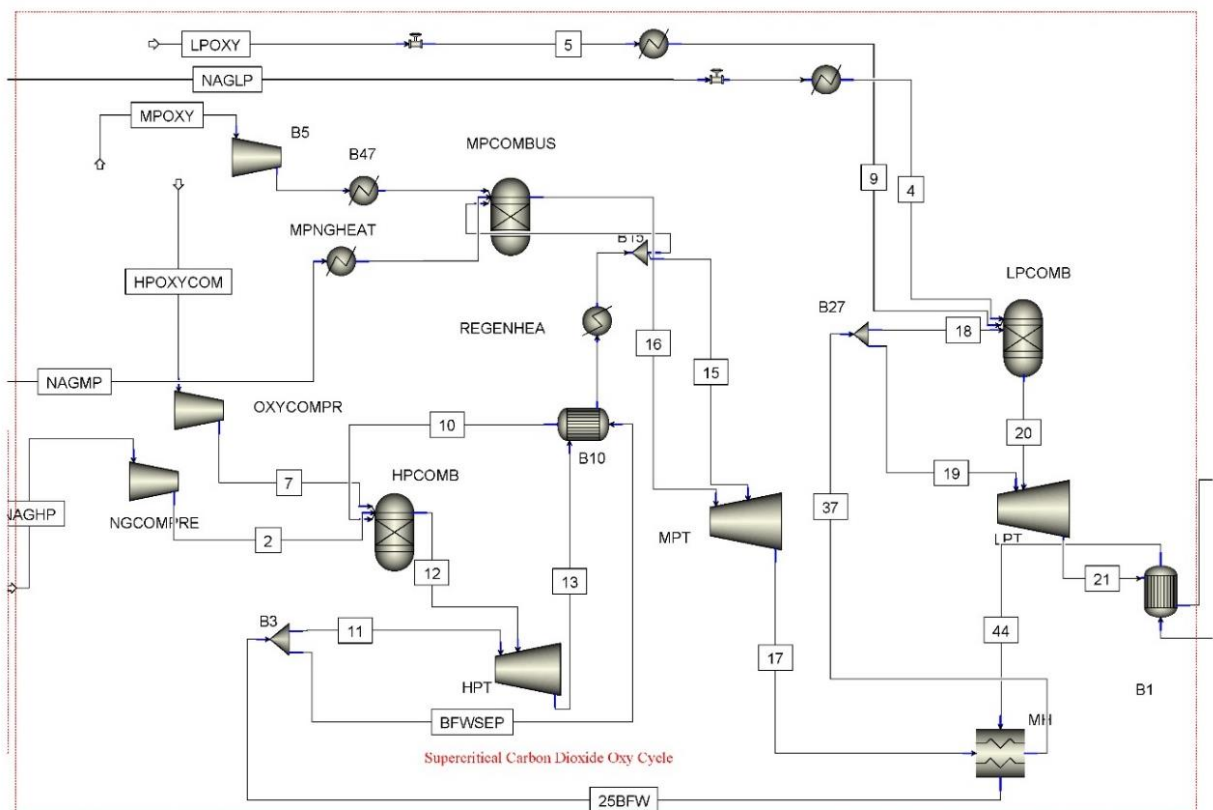 LPOXY
5
NAGLP
MPOXY
B5
B47
MPCOMBUS
9
4
MPNGHEAT
B15
LPCOMB
HPOXYCOM
B27
18
REGENHEA
16
15
NAGMP
OXYCOMPR
10
20
B10
7
HPCOMB
19
NAGHP
NGCOMPRE
2
37
MPT
LPT
12
13
21
B3
11
17
44
HPT
B1
BFWSEP
MH
Supercritical Carbon Dioxide Oxy Cycle
25BFW